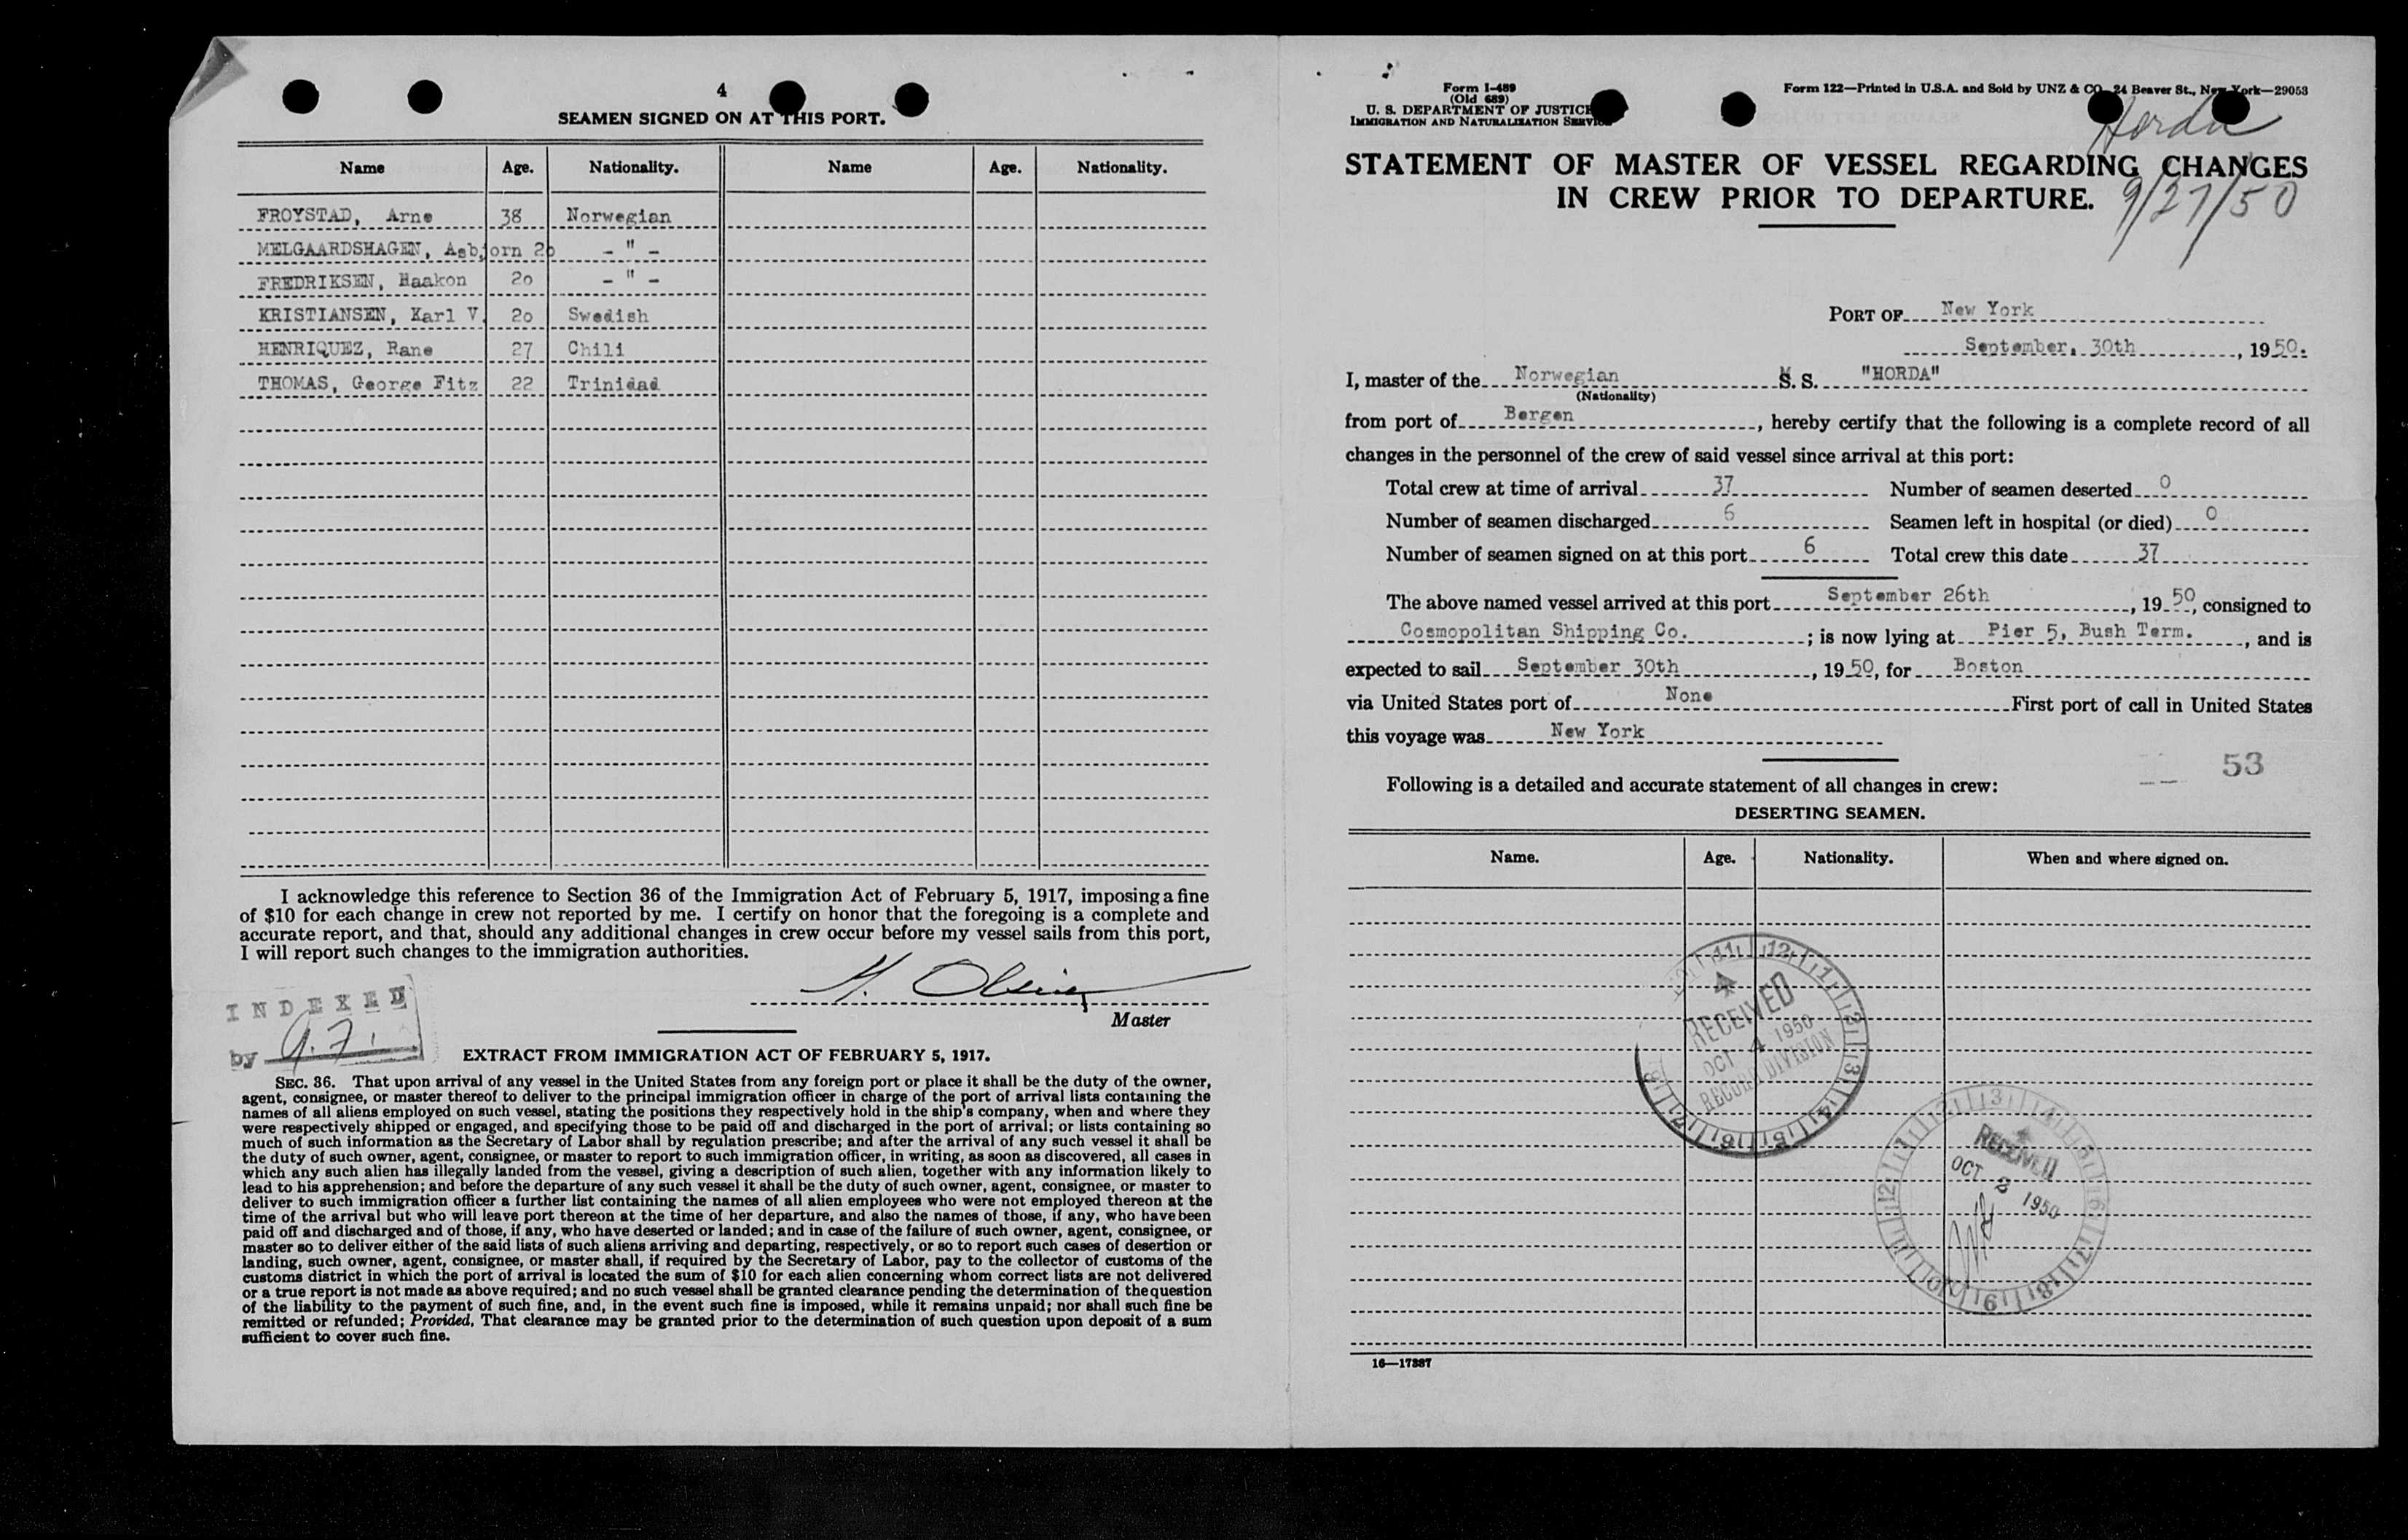 4
SEAMEN SIGNED ON AT THIS PORT.
Name Age. Nationality. Name Age. Nationality.
FROYSTAD, Arne 38 Norwegian
MELGAARDSHAGEN, Asbjorn 20 - " -
FREDRIKSEN, Haakon 20 - " -
KRISTIANSEN, Karl V. 20 Swedish
HENRIQUEZ, Rane 27 Chili
THOMAS, George Fitz 22 Trinidad
I acknowledge this reference to Section 36 of the Immigration Act of February 5, 1917, imposing a fine
of $10 for each change in crew not reported by me. I certify on honor that the foregoing is a complete and
accurate report, and that, should any additional changes in crew occur before my vessel sails from this port,
I will report such changes to the immigration authorities.
Master
INDEXED
by
EXTRACT FROM IMMIGRATION ACT OF FEBRUARY 5, 1917.
SEC. 36. That upon arrival of any vessel in the United States from any foreign port or place it shall be the duty of the owner,
agent, consignee, or master thereof to deliver to the principal immigration officer in charge of the port of arrival lists containing the
names of all aliens employed on such vessel, stating the positions they respectively hold in the ship's company, when and where they
were respectively shipped or engaged, and specifying those to be paid off and discharged in the port of arrival; or lists containing so
much of such information as the Secretary of Labor shall by regulation prescribe; and after the arrival of any such vessel it shall be
the duty of such owner, agent, consignee, or master to report to such immigration officer, in writing, as soon as discovered, all cases in
which any such alien has illegally landed from the vessel, giving a description of such alien, together with any information likely to
lead to his apprehension; and before the departure of any such vessel it shall be the duty of such owner, agent, consignee, or master to
deliver to such immigration officer a further list containing the names of all alien employees who were not employed thereon at the
time of the arrival but who will leave port thereon at the time of her departure, and also the names of those, if any, who have been
paid off and discharged and of those, if any, who have deserted or landed; and in case of the failure of such owner, agent, consignee, or
master so to deliver either of the said lists of such aliens arriving and departing, respectively, or so to report such cases of desertion or
landing, such owner, agent, consignee, or master shall, if required by the Secretary of Labor, pay to the collector of customs of the
customs district in which the port of arrival is located the sum of $10 for each alien concerning whom correct lists are not delivered
or a true report is not made as above required; and no such vessel shall be granted clearance pending the determination of the question
of the liability to the payment of such fine, and, in the event such fine is imposed, while it remains unpaid; nor shall such fine be
remitted or refunded; Provided, That clearance may be granted prior to the determination of such question upon deposit of a sum
sufficient to cover such fine.
Form I-489
(Old 689)
U. S. DEPARTMENT OF JUSTICE
IMMIGRATION AND NATURALIZATION SERVICE
Form 122—Printed in U.S.A. and Sold by UNZ & CO., 24 Beaver St., New York—29053
Horda
STATEMENT OF MASTER OF VESSEL REGARDING CHANGES
IN CREW PRIOR TO DEPARTURE.
9/27/50
PORT OF New York
September, 30th, 1950.
I, master of the Norwegian M S. S. "HORDA"
(Nationality)
from port of Bergen, hereby certify that the following is a complete record of all
changes in the personnel of the crew of said vessel since arrival at this port:
Total crew at time of arrival 37 Number of seamen deserted 0
Number of seamen discharged 6 Seamen left in hospital (or died) 0
Number of seamen signed on at this port 6 Total crew this date 37
The above named vessel arrived at this port September 26th, 1950, consigned to
Cosmopolitan Shipping Co.; is now lying at Pier 5, Bush Term., and is
expected to sail September 30th, 1950, for Boston
via United States port of None First port of call in United States
this voyage was New York
53
Following is a detailed and accurate statement of all changes in crew:
DESERTING SEAMEN.
Name. Age. Nationality. When and where signed on.
RECEIVED
OCT 4 1950
RECORD DIVISION
RECEIVED
OCT 2 1950
16—17887